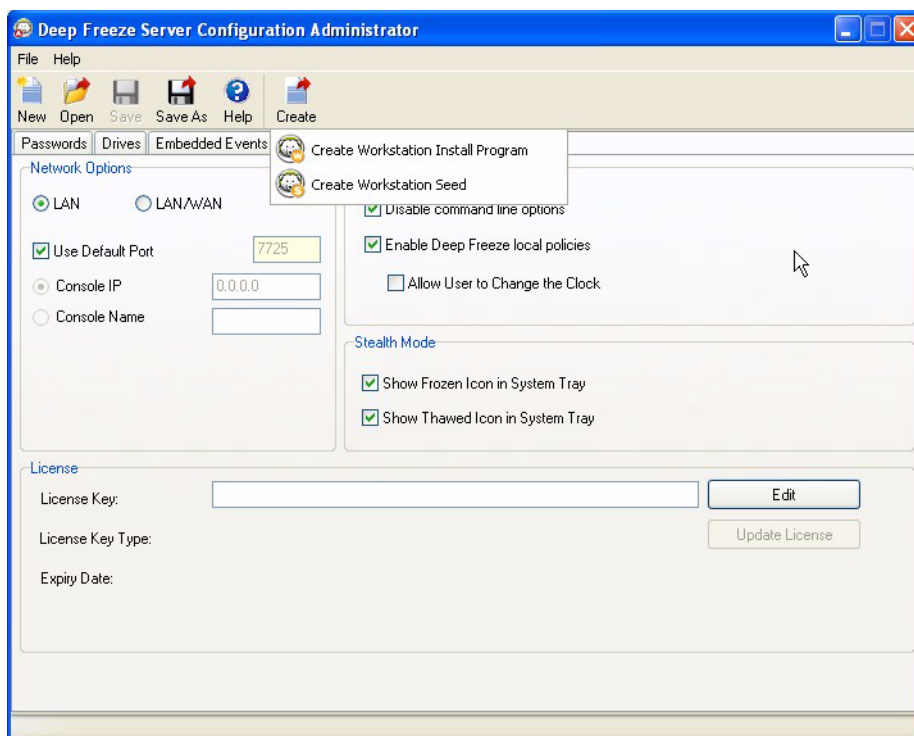 Deep Freeze Server Configuration Administrator
File Help
New Open Save Save As Help Create
Passwords Drives Embedded Events
Create Workstation Install Program
Create Workstation Seed
Network Options
LAN LAN/WAN
Use Default Port 7725
Console IP 0.0.0.0
Console Name
Disable command line options
Enable Deep Freeze local policies
Allow User to Change the Clock
Stealth Mode
Show Frozen Icon in System Tray
Show Thawed Icon in System Tray
License
License Key: Edit
License Key Type: Update License
Expiry Date: